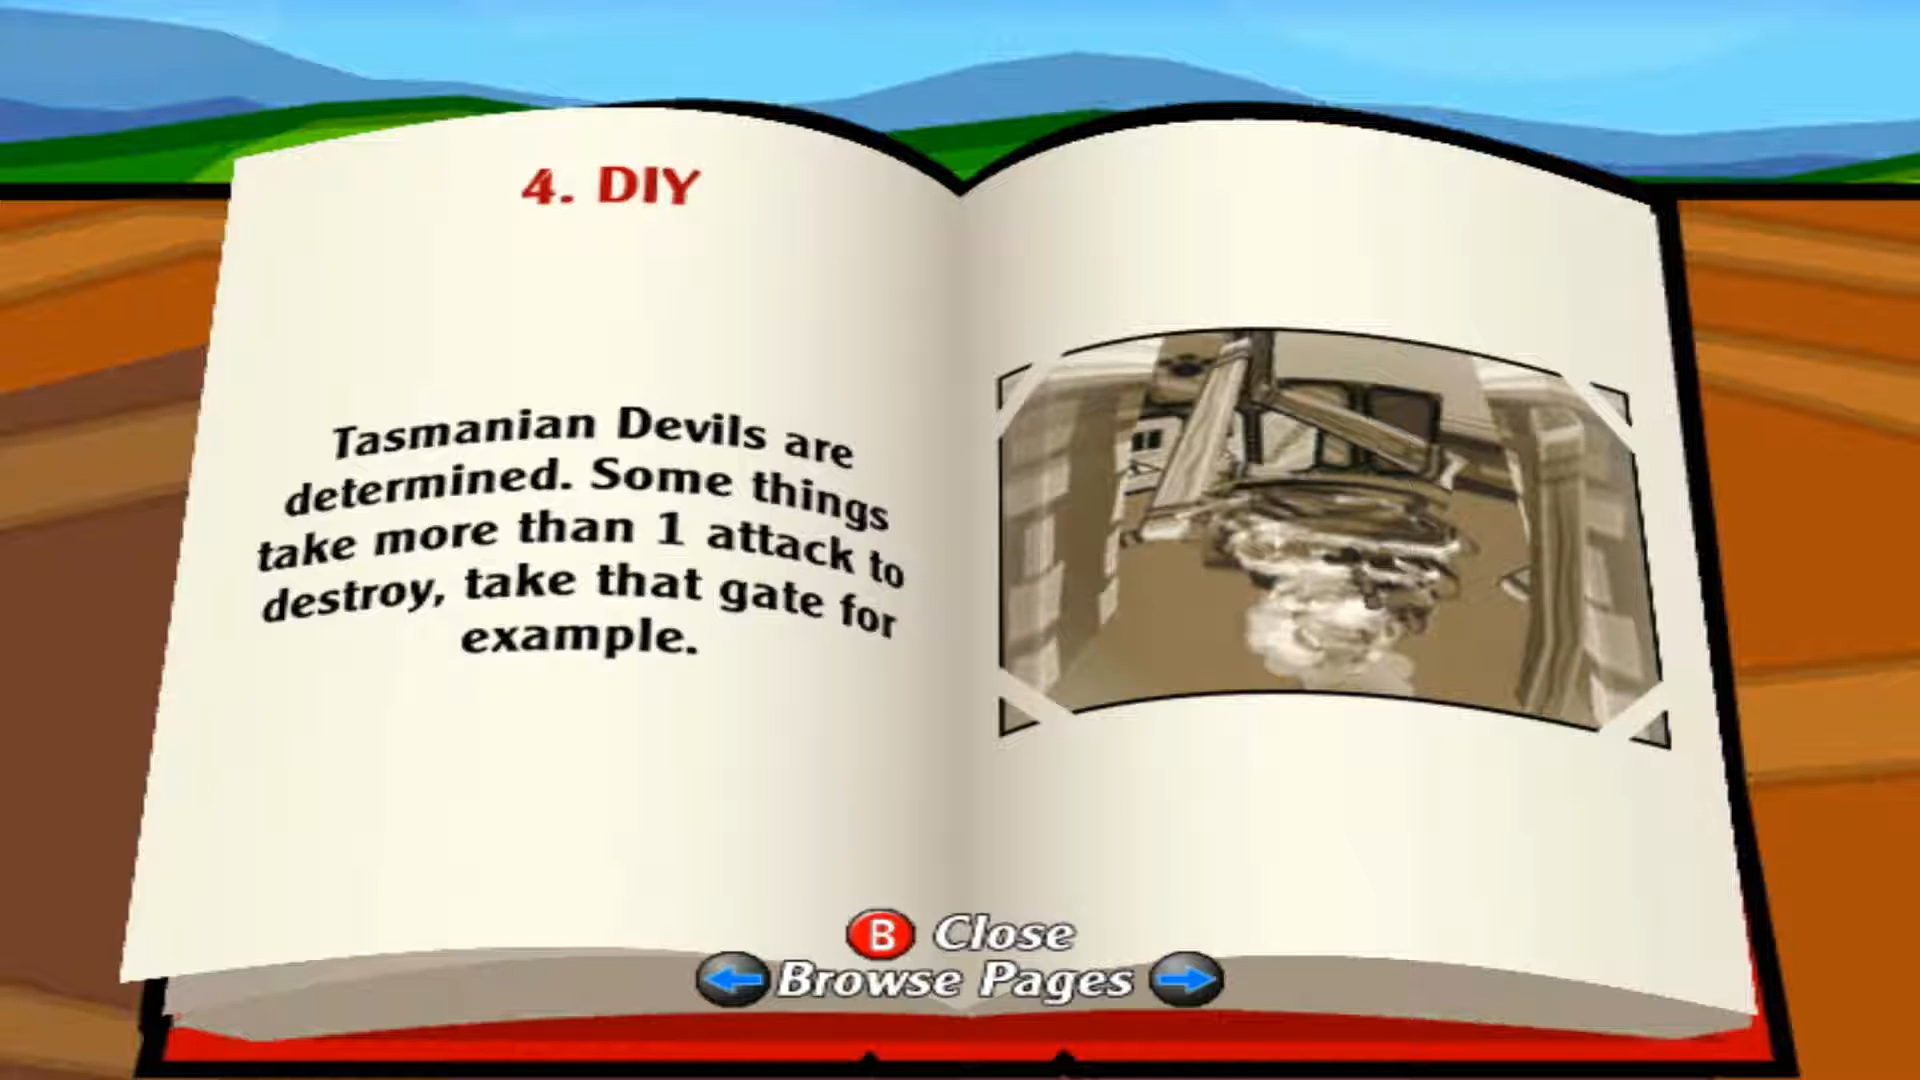 4. DIY
Tasmanian Devils are
determined. Some things
take more than 1 attack to
destroy, take that gate for
example.
B Close
Browse Pages